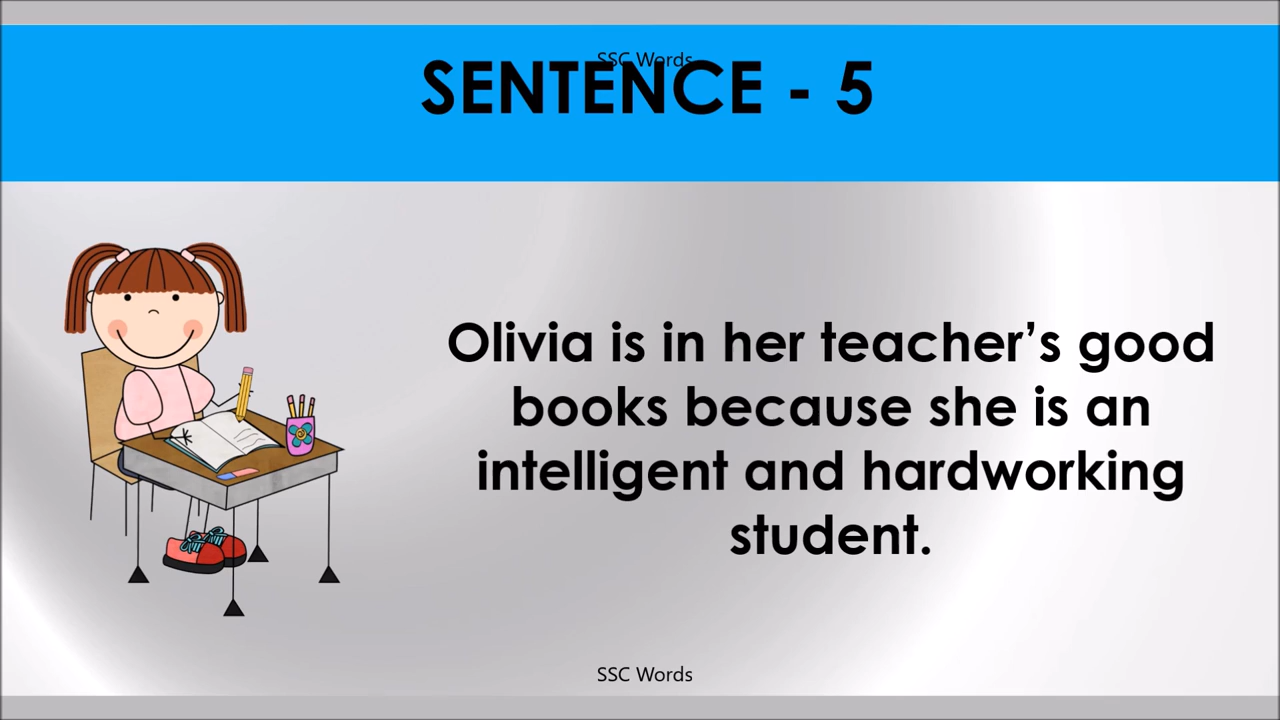 SSC Words
SENTENCE - 5
Olivia is in her teacher’s good
books because she is an
intelligent and hardworking
student.
SSC Words